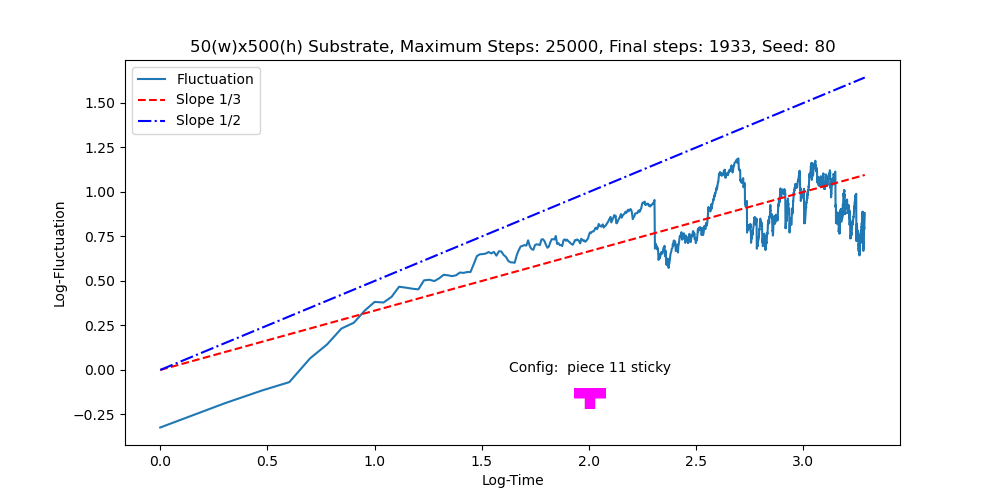 50(w)x500(h) Substrate, Maximum Steps: 25000, Final steps: 1933, Seed: 80
Fluctuation
Slope 1/3
Slope 1/2
1.50
1.25
1.00
0.75
0.50
0.25
0.00
−0.25
Log-Fluctuation
Config:  piece 11 sticky
0.0 0.5 1.0 1.5 2.0 2.5 3.0
Log-Time